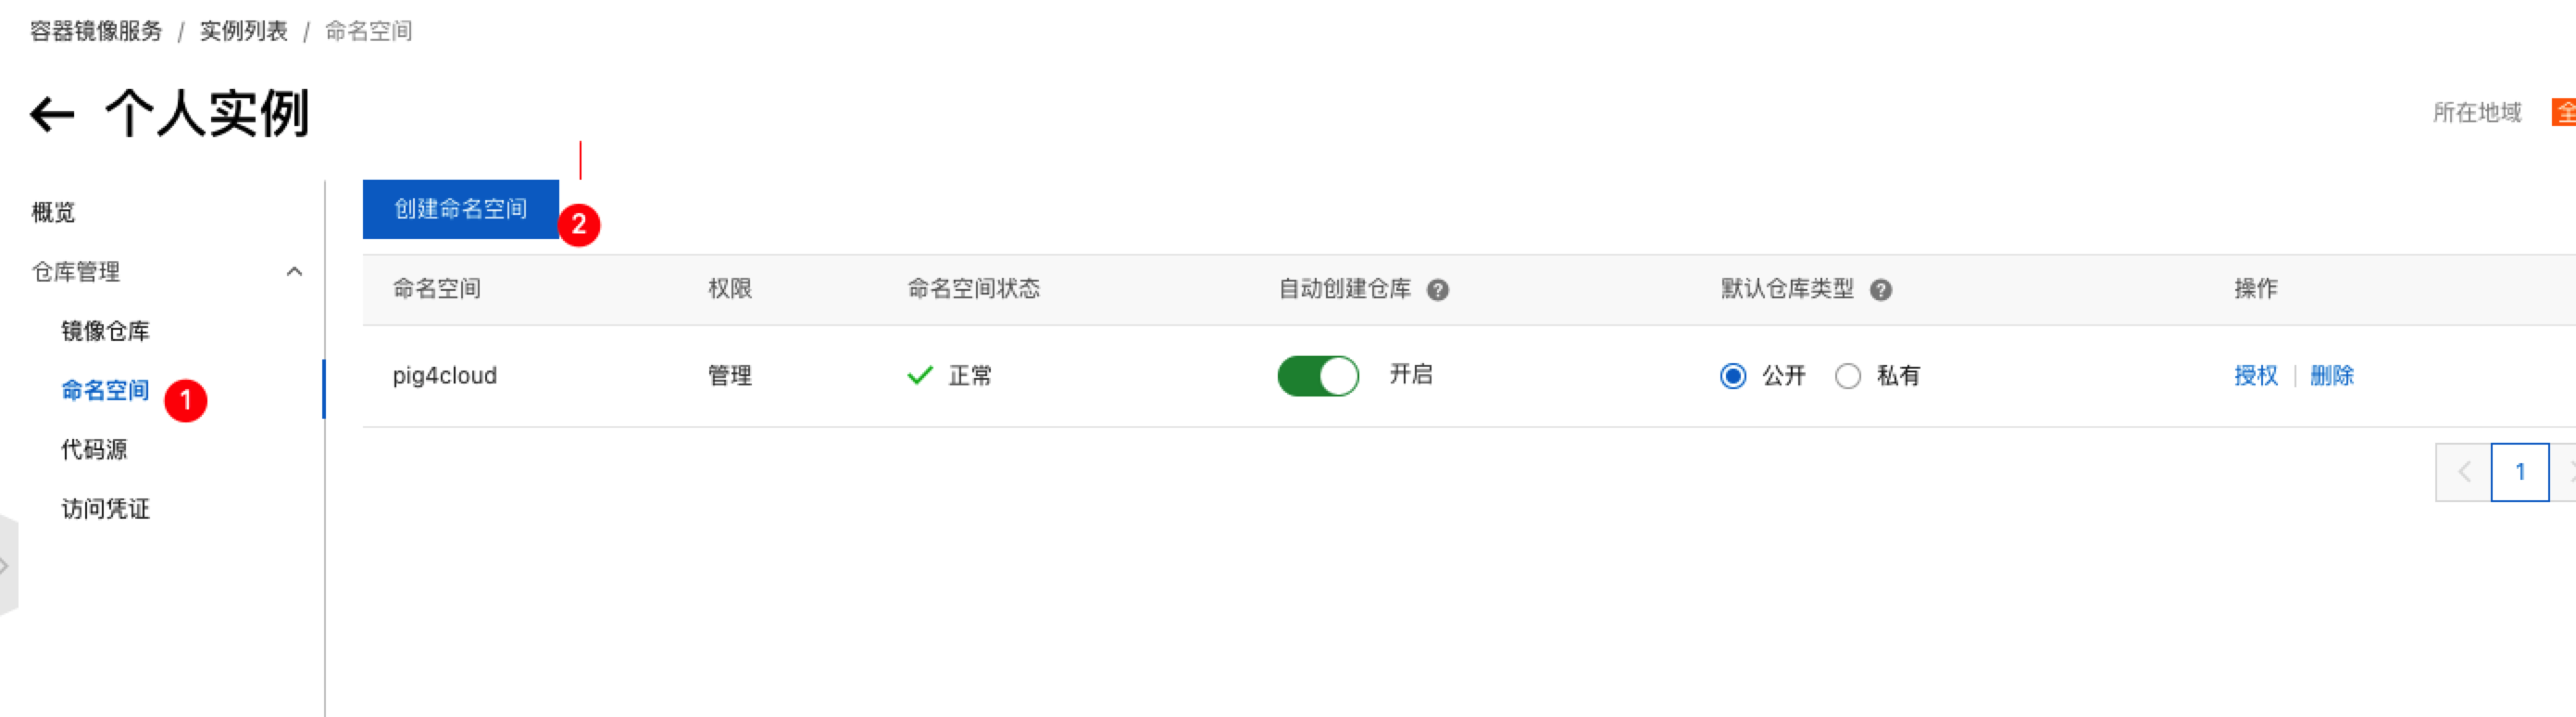 容器镜像服务 / 实例列表 / 命名空间
← 个人实例
所在地域 全
概览
仓库管理
镜像仓库
命名空间 1
代码源
访问凭证
创建命名空间 2
命名空间 权限 命名空间状态 自动创建仓库 ? 默认仓库类型 ? 操作
pig4cloud 管理 正常 开启 公开 私有 授权 | 删除
1